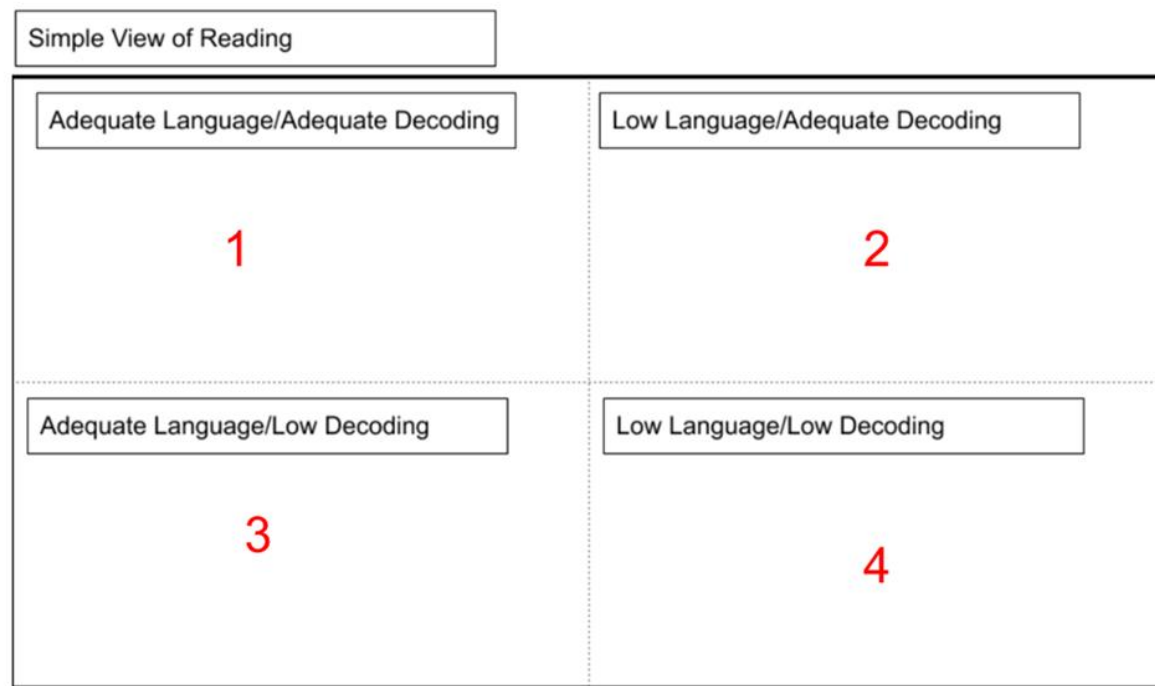 Simple View of Reading
Adequate Language/Adequate Decoding
Low Language/Adequate Decoding
1
2
Adequate Language/Low Decoding
Low Language/Low Decoding
3
4